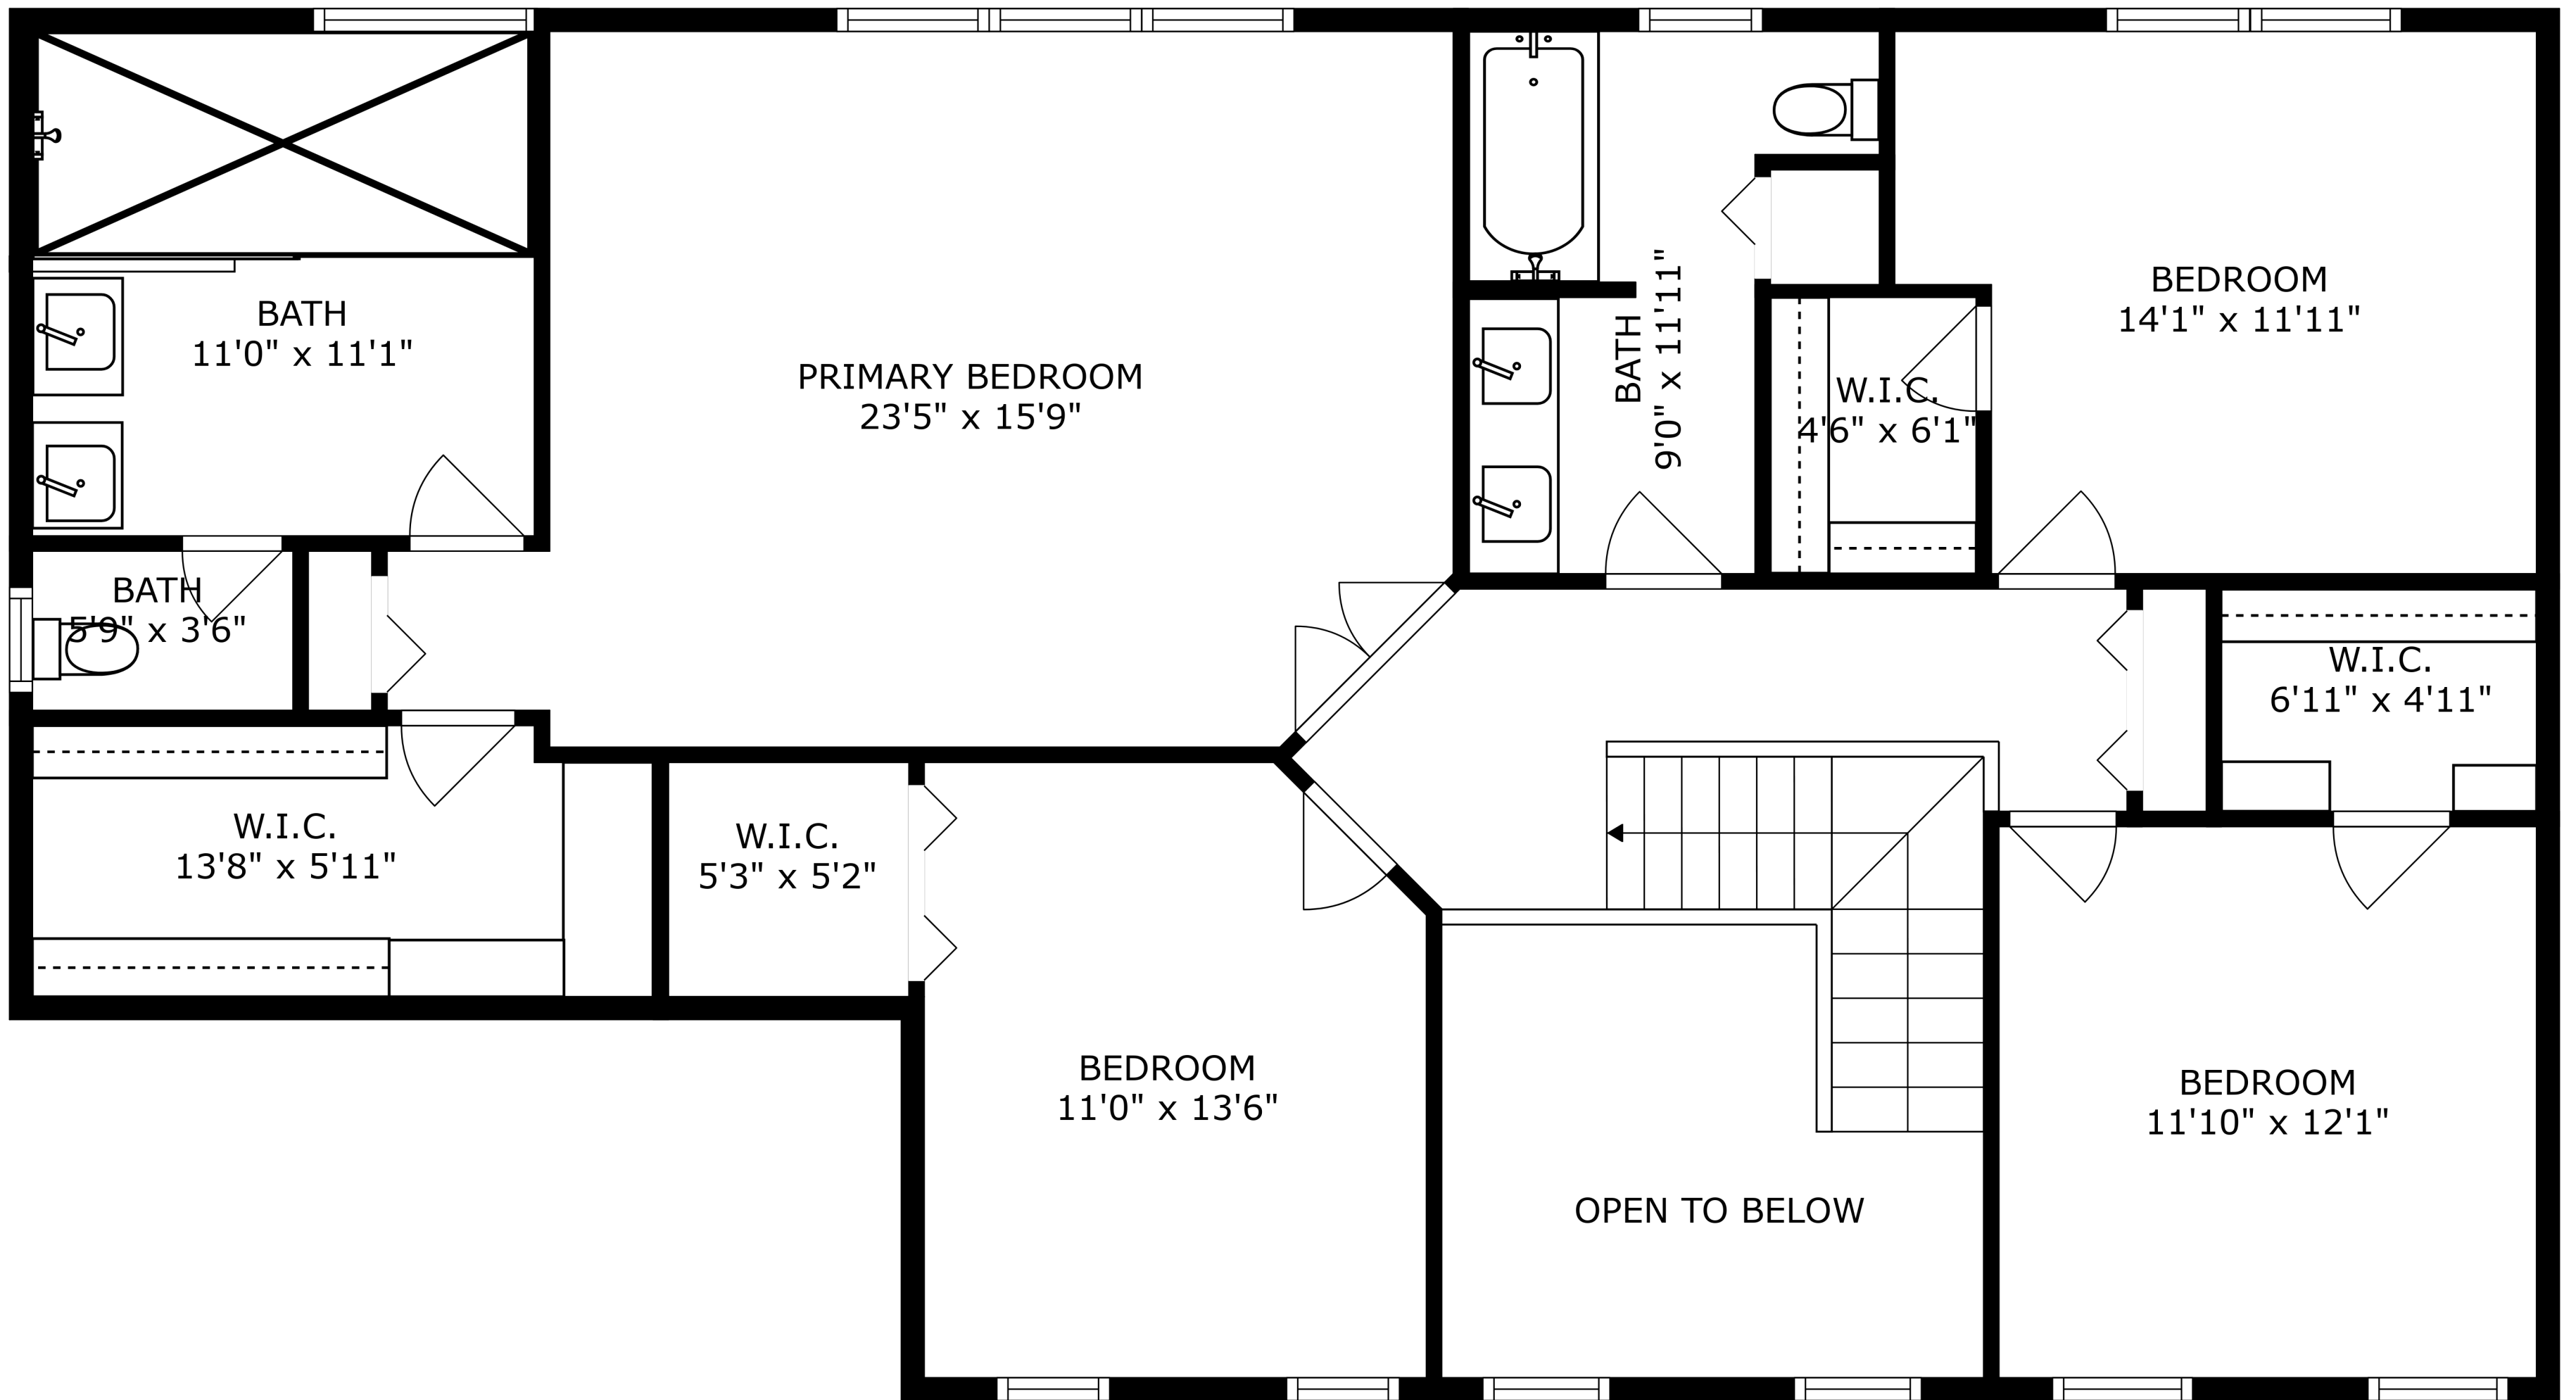 BATH
11'0" x 11'1"
PRIMARY BEDROOM
23'5" x 15'9"
BATH
9'0" x 11'11"
W.I.C.
4'6" x 6'1"
BEDROOM
14'1" x 11'11"
BATH
5'9" x 3'6"
W.I.C.
6'11" x 4'11"
W.I.C.
13'8" x 5'11"
W.I.C.
5'3" x 5'2"
BEDROOM
11'0" x 13'6"
OPEN TO BELOW
BEDROOM
11'10" x 12'1"